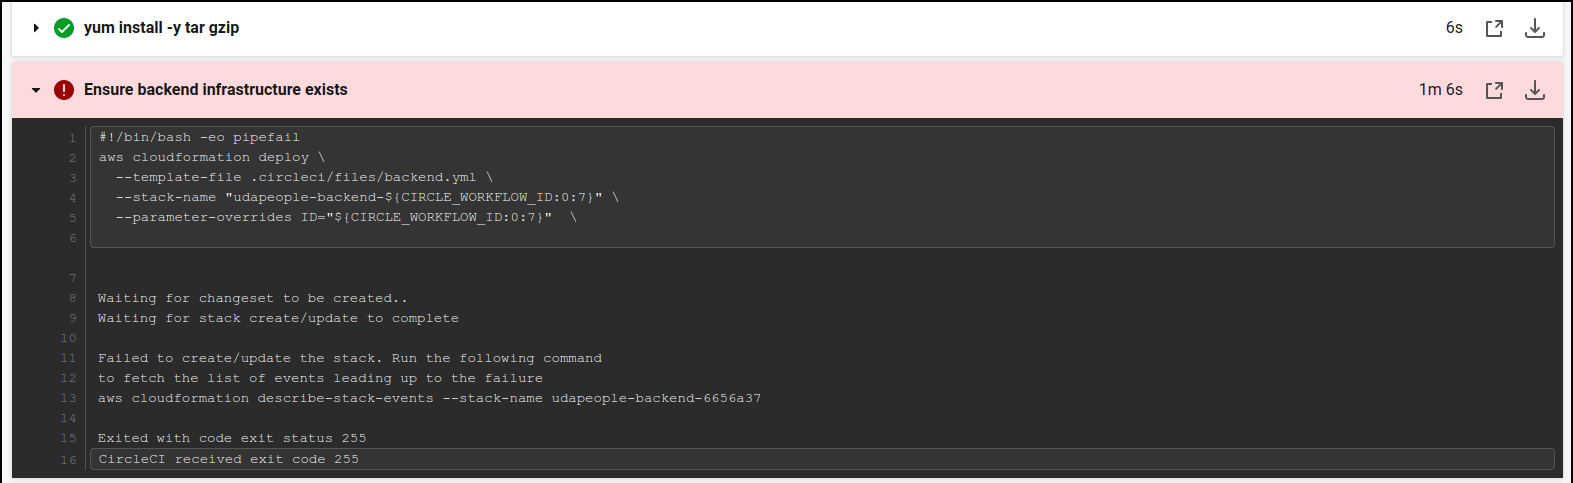 yum install -y tar gzip 6s
Ensure backend infrastructure exists 1m 6s
1 #!/bin/bash -eo pipefail
2 aws cloudformation deploy \
3   --template-file .circleci/files/backend.yml \
4   --stack-name "udapeople-backend-${CIRCLE_WORKFLOW_ID:0:7}" \
5   --parameter-overrides ID="${CIRCLE_WORKFLOW_ID:0:7}"  \
6
7
8 Waiting for changeset to be created..
9 Waiting for stack create/update to complete
10
11 Failed to create/update the stack. Run the following command
12 to fetch the list of events leading up to the failure
13 aws cloudformation describe-stack-events --stack-name udapeople-backend-6656a37
14
15 Exited with code exit status 255
16 CircleCI received exit code 255